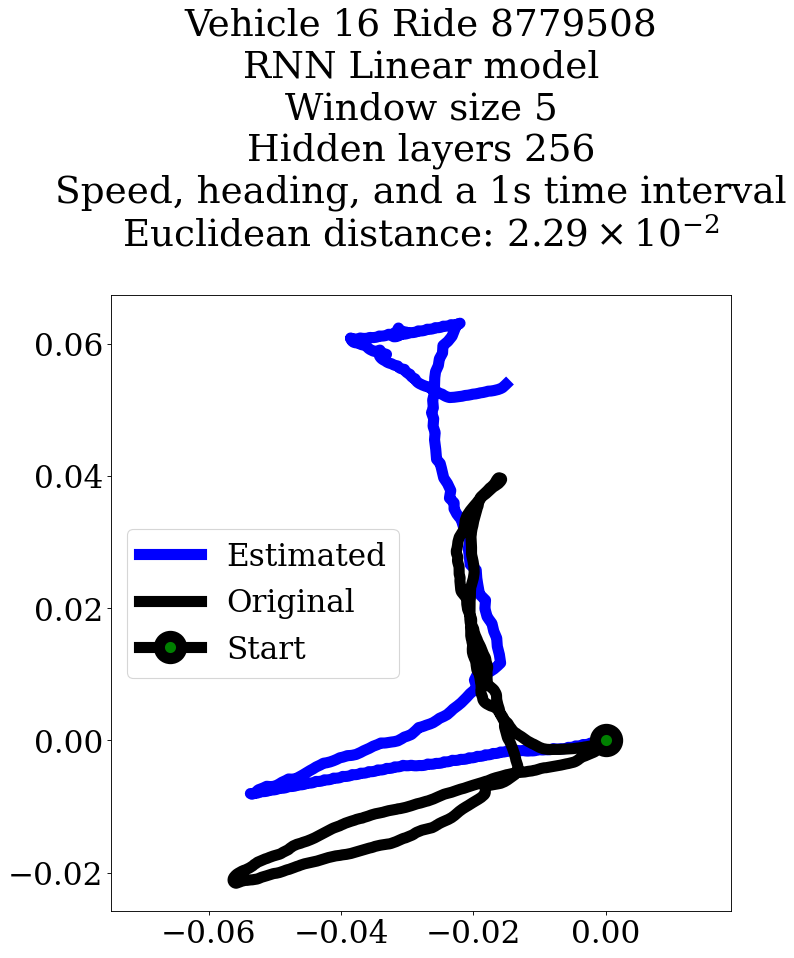 Vehicle 16 Ride 8779508
RNN Linear model
Window size 5
Hidden layers 256
Speed, heading, and a 1s time interval
Euclidean distance: 2.29 × 10⁻²
0.06
0.04
Estimated
Original
0.02
Start
0.00
−0.02
−0.06 −0.04 −0.02 0.00